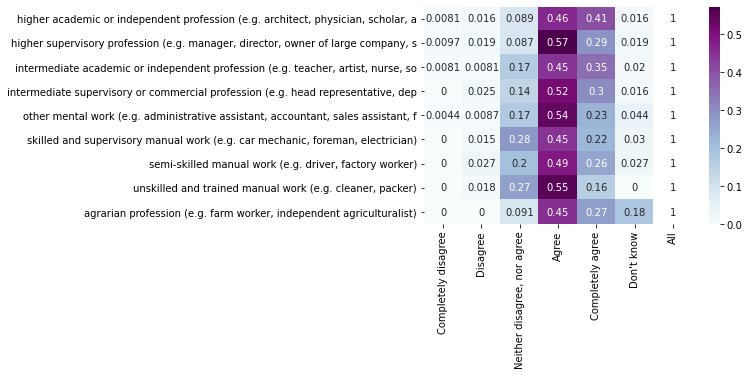 higher academic or independent profession (e.g. architect, physician, scholar, a 0.0081 0.016 0.089 0.46 0.41 0.016 1
higher supervisory profession (e.g. manager, director, owner of large company, s 0.0097 0.019 0.087 0.57 0.29 0.019 1
intermediate academic or independent profession (e.g. teacher, artist, nurse, so 0.0081 0.0081 0.17 0.45 0.35 0.02 1
intermediate supervisory or commercial profession (e.g. head representative, dep 0 0.025 0.14 0.52 0.3 0.016 1
other mental work (e.g. administrative assistant, accountant, sales assistant, f 0.0044 0.0087 0.17 0.54 0.23 0.044 1
skilled and supervisory manual work (e.g. car mechanic, foreman, electrician) 0 0.015 0.28 0.45 0.22 0.03 1
semi-skilled manual work (e.g. driver, factory worker) 0 0.027 0.2 0.49 0.26 0.027 1
unskilled and trained manual work (e.g. cleaner, packer) 0 0.018 0.27 0.55 0.16 0 1
agrarian profession (e.g. farm worker, independent agriculturalist) 0 0 0.091 0.45 0.27 0.18 1
Completely disagree
Disagree
Neither disagree, nor agree
Agree
Completely agree
Don't know
All
0.5
0.4
0.3
0.2
0.1
0.0